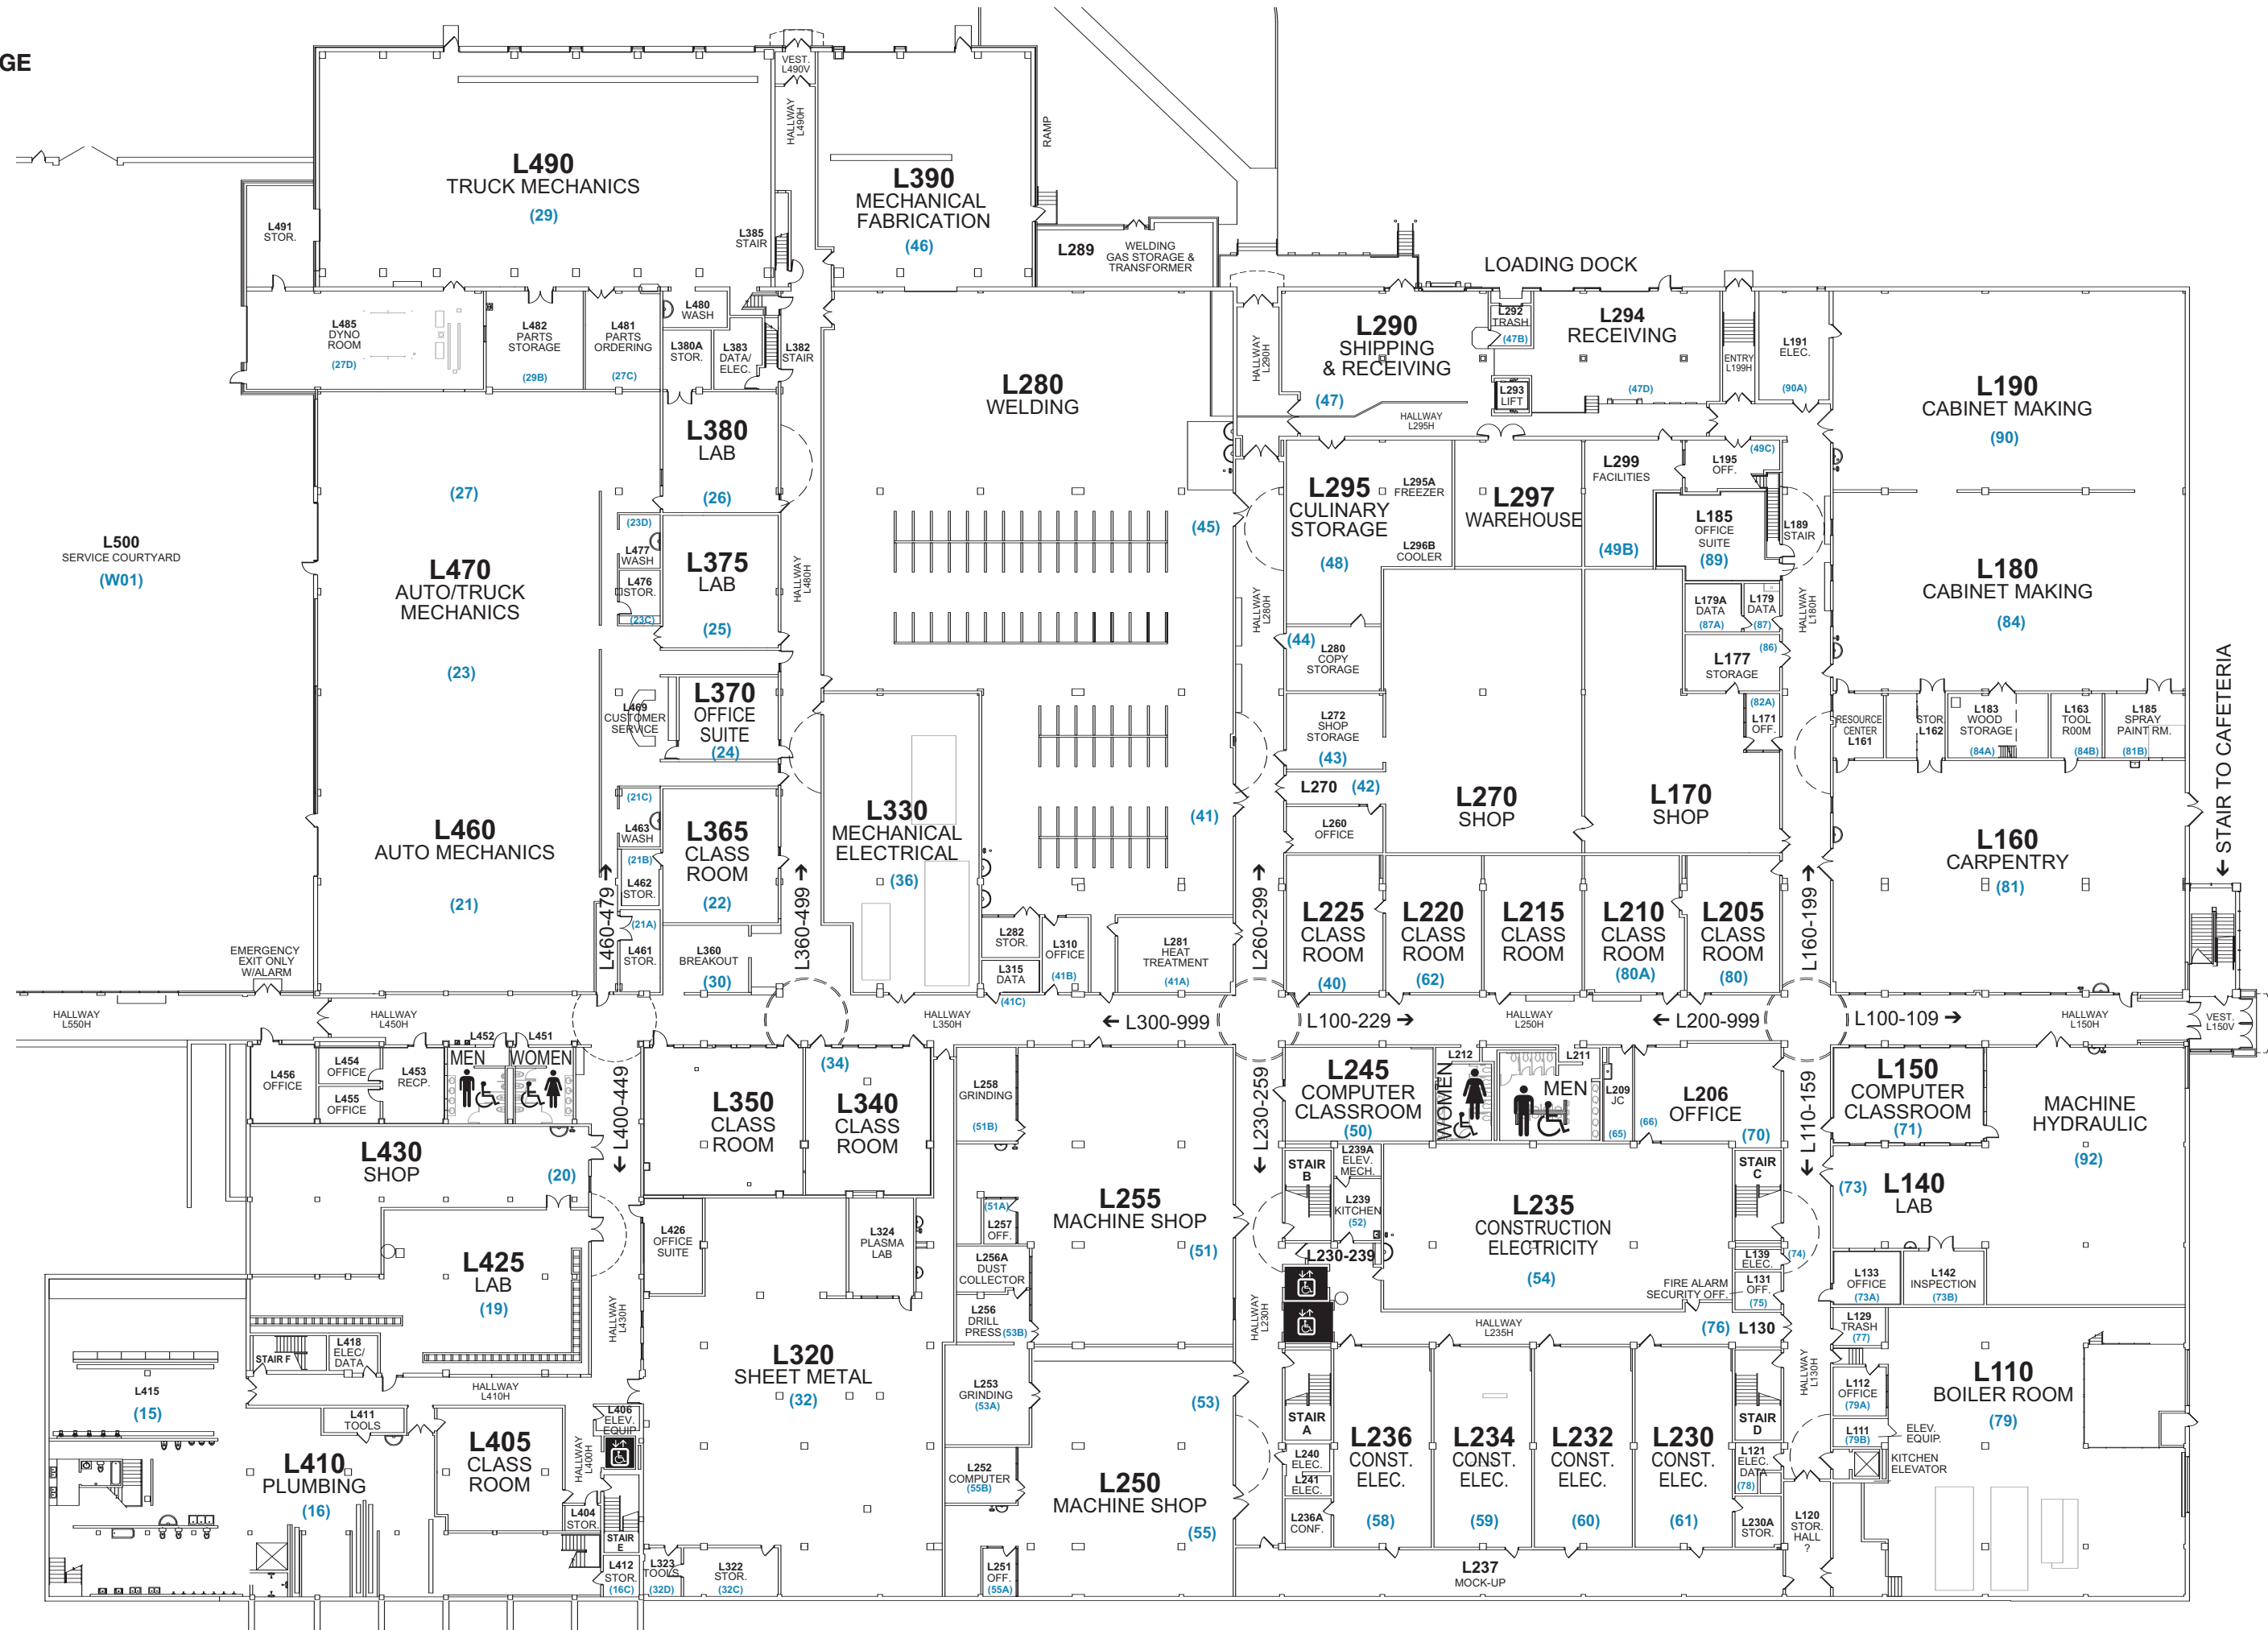 GE
VEST.
L490V
HALLWAY
L490H
RAMP
L490
TRUCK MECHANICS
(29)
L390
MECHANICAL
FABRICATION
(46)
L491
STOR.
L385
STAIR
L289
WELDING
GAS STORAGE &
TRANSFORMER
LOADING DOCK
L485
DYNO
ROOM
(27D)
L482
PARTS
STORAGE
(29B)
L481
PARTS
ORDERING
(27C)
L480
WASH
L380A
STOR.
L383
DATA/
ELEC.
L382
STAIR
L280
WELDING
HALLWAY
L290H
L290
SHIPPING
& RECEIVING
(47)
L292
TRASH
(47B)
L293
LIFT
L294
RECEIVING
(47D)
ENTRY
L199H
L191
ELEC.
(90A)
L190
CABINET MAKING
(90)
HALLWAY
L295H
L380
LAB
(26)
(27)
(23D)
L477
WASH
L476
STOR.
(23C)
L375
LAB
(25)
HALLWAY
L480H
(45)
HALLWAY
L280H
L295
CULINARY
STORAGE
(48)
L295A
FREEZER
L296B
COOLER
L297
WAREHOUSE
L299
FACILITIES
(49B)
L195
OFF.
(49C)
L185
OFFICE
SUITE
(89)
L189
STAIR
L179A
DATA
(87A)
L179
DATA
(87)
HALLWAY
L180H
L180
CABINET MAKING
(84)
L500
SERVICE COURTYARD
(W01)
L470
AUTO/TRUCK
MECHANICS
(23)
(44)
L280
COPY
STORAGE
(86)
L177
STORAGE
← STAIR TO CAFETERIA
L469
CUSTOMER
SERVICE
L370
OFFICE
SUITE
(24)
L272
SHOP
STORAGE
(43)
(82A)
L171
OFF.
RESOURCE
CENTER
L161
STOR.
L162
L183
WOOD
STORAGE
(84A)
L163
TOOL
R00M
(84B)
L185
SPRAY
PAINT RM.
(81B)
L460
AUTO MECHANICS
(21)
(21C)
L463
WASH
(21B)
L462
STOR.
(21A)
L461
STOR.
L365
CLASS
ROOM
(22)
L360
BREAKOUT
(30)
L460-479 →
L360-499 →
L330
MECHANICAL
ELECTRICAL
(36)
(41)
L270
(42)
L260
OFFICE
L270
SHOP
L170
SHOP
L160
CARPENTRY
(81)
L282
STOR.
L315
DATA
(41C)
L310
OFFICE
(41B)
L281
HEAT
TREATMENT
(41A)
L260-299 →
L225
CLASS
ROOM
(40)
L220
CLASS
ROOM
(62)
L215
CLASS
ROOM
L210
CLASS
ROOM
(80A)
L205
CLASS
ROOM
(80)
L160-199 →
EMERGENCY
EXIT ONLY
W/ALARM
HALLWAY
L550H
HALLWAY
L450H
HALLWAY
L350H
← L300-999
L100-229 →
HALLWAY
L250H
← L200-999
L100-109 →
HALLWAY
L150H
VEST.
L150V
L456
OFFICE
L454
OFFICE
L455
OFFICE
L453
RECP.
L452
MEN
L451
WOMEN
← L400-449
L350
CLASS
ROOM
(34)
L340
CLASS
ROOM
L258
GRINDING
(51B)
← L230-259
L245
COMPUTER
CLASSROOM
(50)
L212
WOMEN
L211
MEN
L209
JC
(65)
(66)
L206
OFFICE
(70)
← L110-159
L150
COMPUTER
CLASSROOM
(71)
MACHINE
HYDRAULIC
(92)
L430
SHOP
(20)
L426
OFFICE
SUITE
L324
PLASMA
LAB
(51A)
L257
OFF.
L255
MACHINE SHOP
(51)
STAIR
B
L239A
ELEV.
MECH.
L239
KITCHEN
(52)
L230-239
L235
CONSTRUCTION
ELECTRICITY
(54)
STAIR
C
(73)
L140
LAB
L425
LAB
(19)
L256A
DUST
COLLECTOR
L256
DRILL
PRESS
(53B)
L139
ELEC.
(74)
FIRE ALARM
SECURITY OFF.
L131
OFF.
(75)
L133
OFFICE
(73A)
L142
INSPECTION
(73B)
STAIR F
L418
ELEC/
DATA
HALLWAY
L430H
HALLWAY
L230H
HALLWAY
L235H
(76) L130
L129
TRASH
(77)
L415
(15)
HALLWAY
L410H
L411
TOOLS
L410
PLUMBING
(16)
L405
CLASS
ROOM
HALLWAY
L400H
L406
ELEV.
EQUIP
L404
STOR.
STAIR
E
L412
STOR.
(16C)
L323
TOOLS
(32D)
L322
STOR.
(32C)
L320
SHEET METAL
(32)
L253
GRINDING
(53A)
(53)
L252
COMPUTER
(55B)
L250
MACHINE SHOP
(55)
L251
OFF.
(55A)
STAIR
A
L240
ELEC.
L241
ELEC.
L236A
CONF.
L236
CONST.
ELEC.
(58)
L234
CONST.
ELEC.
(59)
L232
CONST.
ELEC.
(60)
L230
CONST.
ELEC.
(61)
L237
MOCK-UP
STAIR
D
L121
ELEC.
DATA
(78)
L230A
STOR.
HALLWAY
L130H
L120
STOR.
HALL
?
L112
OFFICE
(79A)
L111
(79B)
ELEV.
EQUIP.
KITCHEN
ELEVATOR
L110
BOILER ROOM
(79)